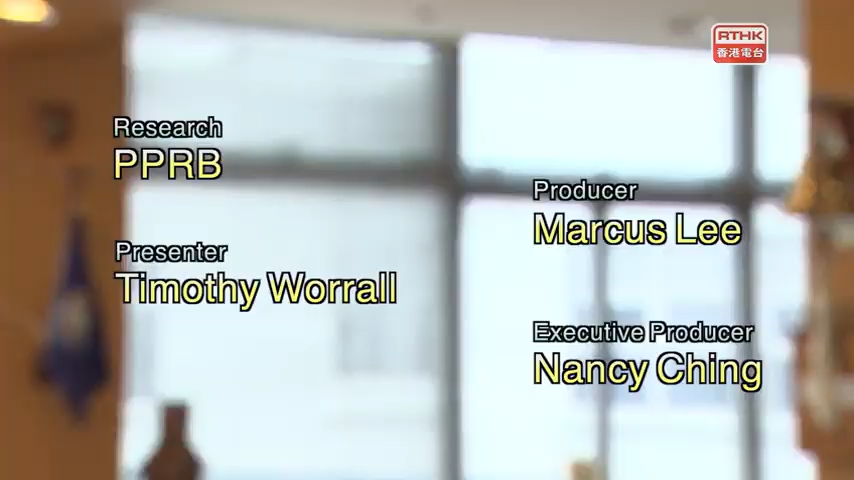 RTHK
香港電台
Research
PPRB
Presenter
Timothy Worrall
Producer
Marcus Lee
Executive Producer
Nancy Ching